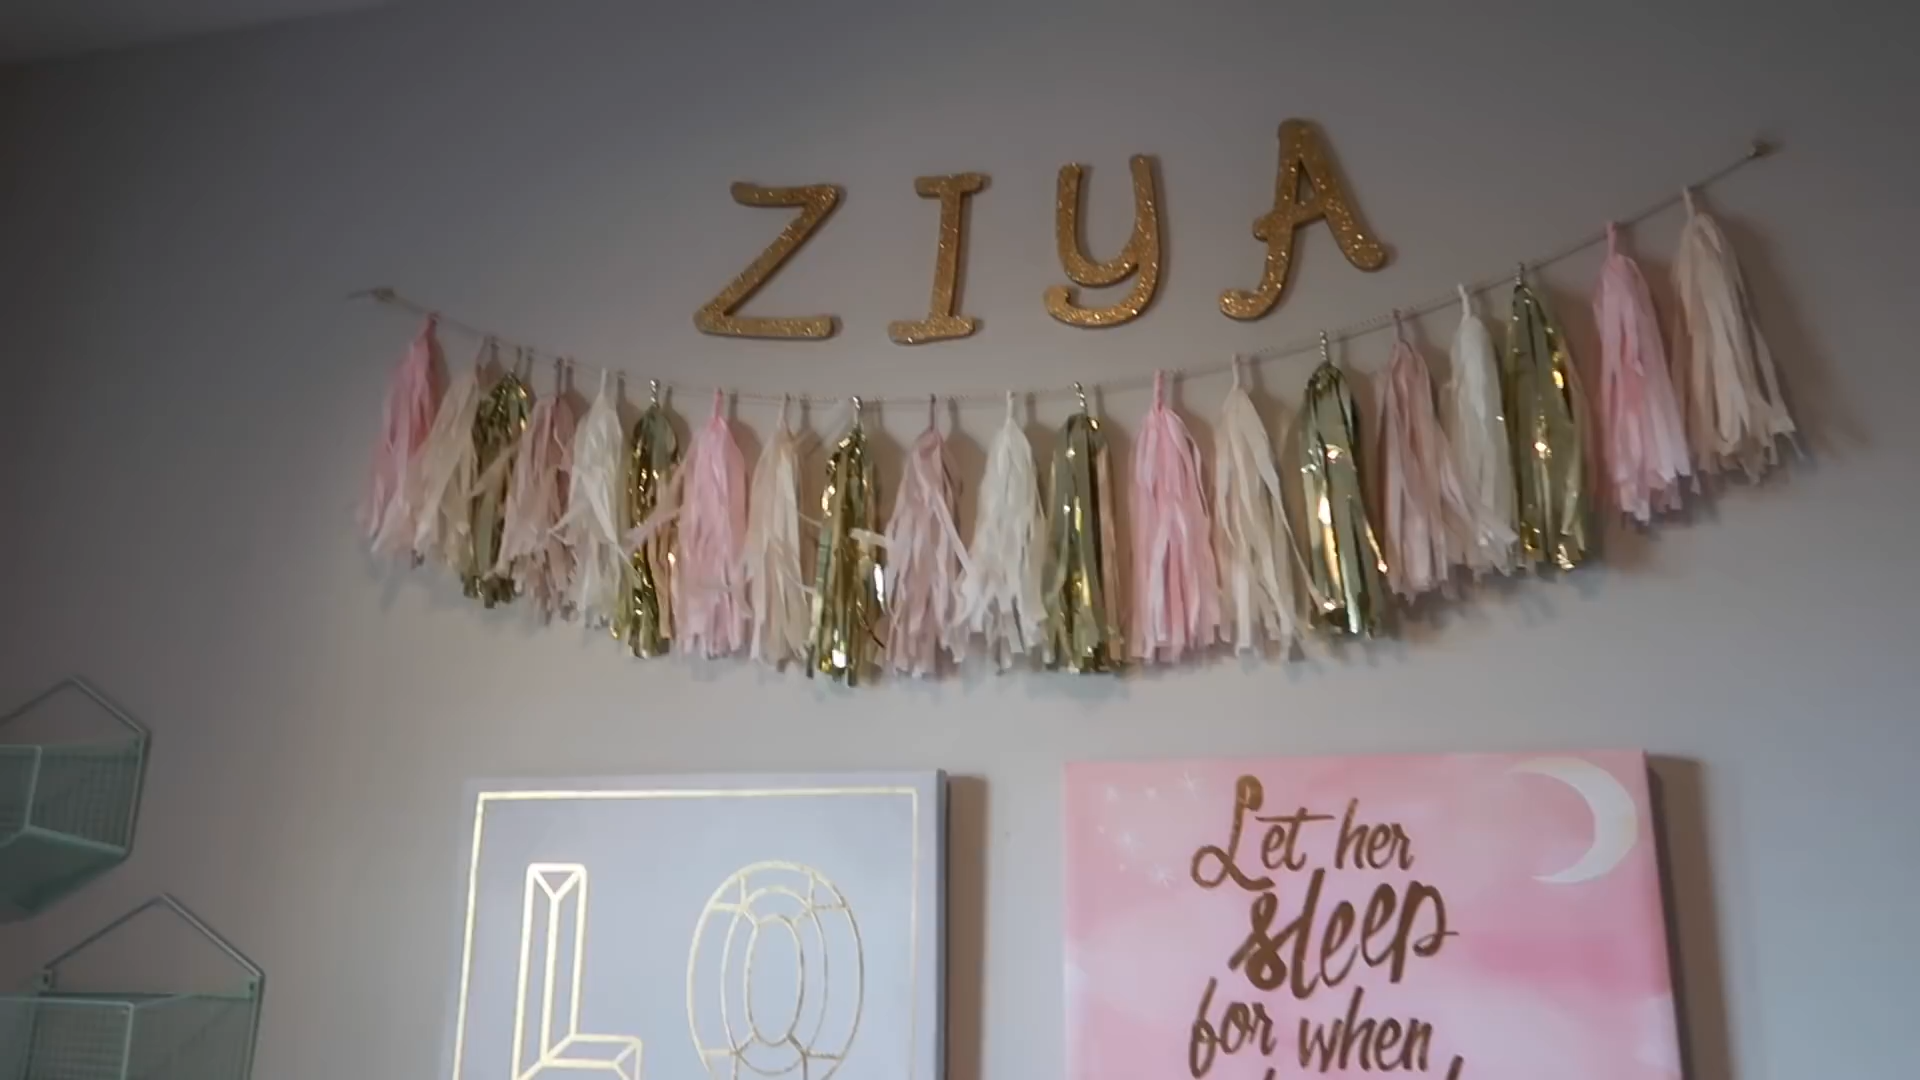 ZIYA
LO
Let her
sleep
for when